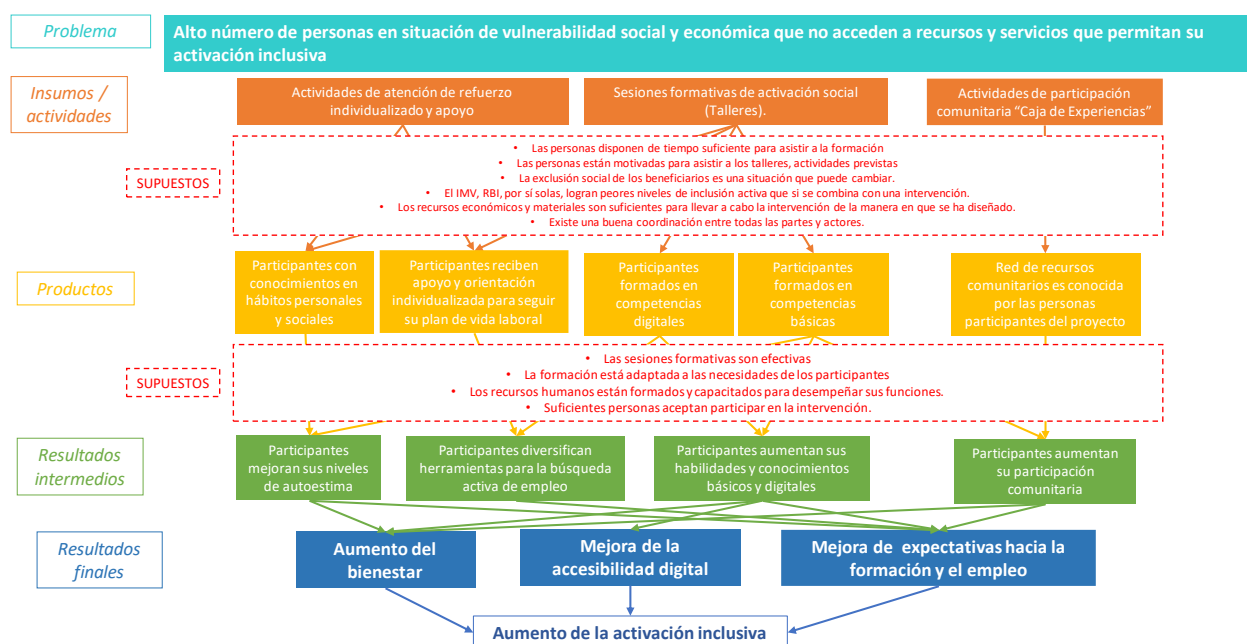 Problema
Alto número de personas en situación de vulnerabilidad social y económica que no acceden a recursos y servicios que permitan su
activación inclusiva
Insumos /
actividades
Actividades de atención de refuerzo
individualizado y apoyo
Sesiones formativas de activación social
(Talleres).
Actividades de participación
comunitaria “Caja de Experiencias”
SUPUESTOS
• Las personas disponen de tiempo suficiente para asistir a la formación
• Las personas están motivadas para asistir a los talleres, actividades previstas
• La exclusión social de los beneficiarios es una situación que puede cambiar.
• El IMV, RBI, por sí solas, logran peores niveles de inclusión activa que si se combina con una intervención.
• Los recursos económicos y materiales son suficientes para llevar a cabo la intervención de la manera en que se ha diseñado.
• Existe una buena coordinación entre todas las partes y actores.
Productos
Participantes con
conocimientos en
hábitos personales
y sociales
Participantes reciben
apoyo y orientación
individualizada para seguir
su plan de vida laboral
Participantes
formados en
competencias
digitales
Participantes
formados en
competencias
básicas
Red de recursos
comunitarios es conocida
por las personas
participantes del proyecto
SUPUESTOS
• Las sesiones formativas son efectivas
• La formación está adaptada a las necesidades de los participantes
• Los recursos humanos están formados y capacitados para desempeñar sus funciones.
• Suficientes personas aceptan participar en la intervención.
Resultados
intermedios
Participantes
mejoran sus niveles
de autoestima
Participantes diversifican
herramientas para la búsqueda
activa de empleo
Participantes aumentan sus
habilidades y conocimientos
básicos y digitales
Participantes aumentan
su participación
comunitaria
Resultados
finales
Aumento del
bienestar
Mejora de la
accesibilidad digital
Mejora de expectativas hacia la
formación y el empleo
Aumento de la activación inclusiva